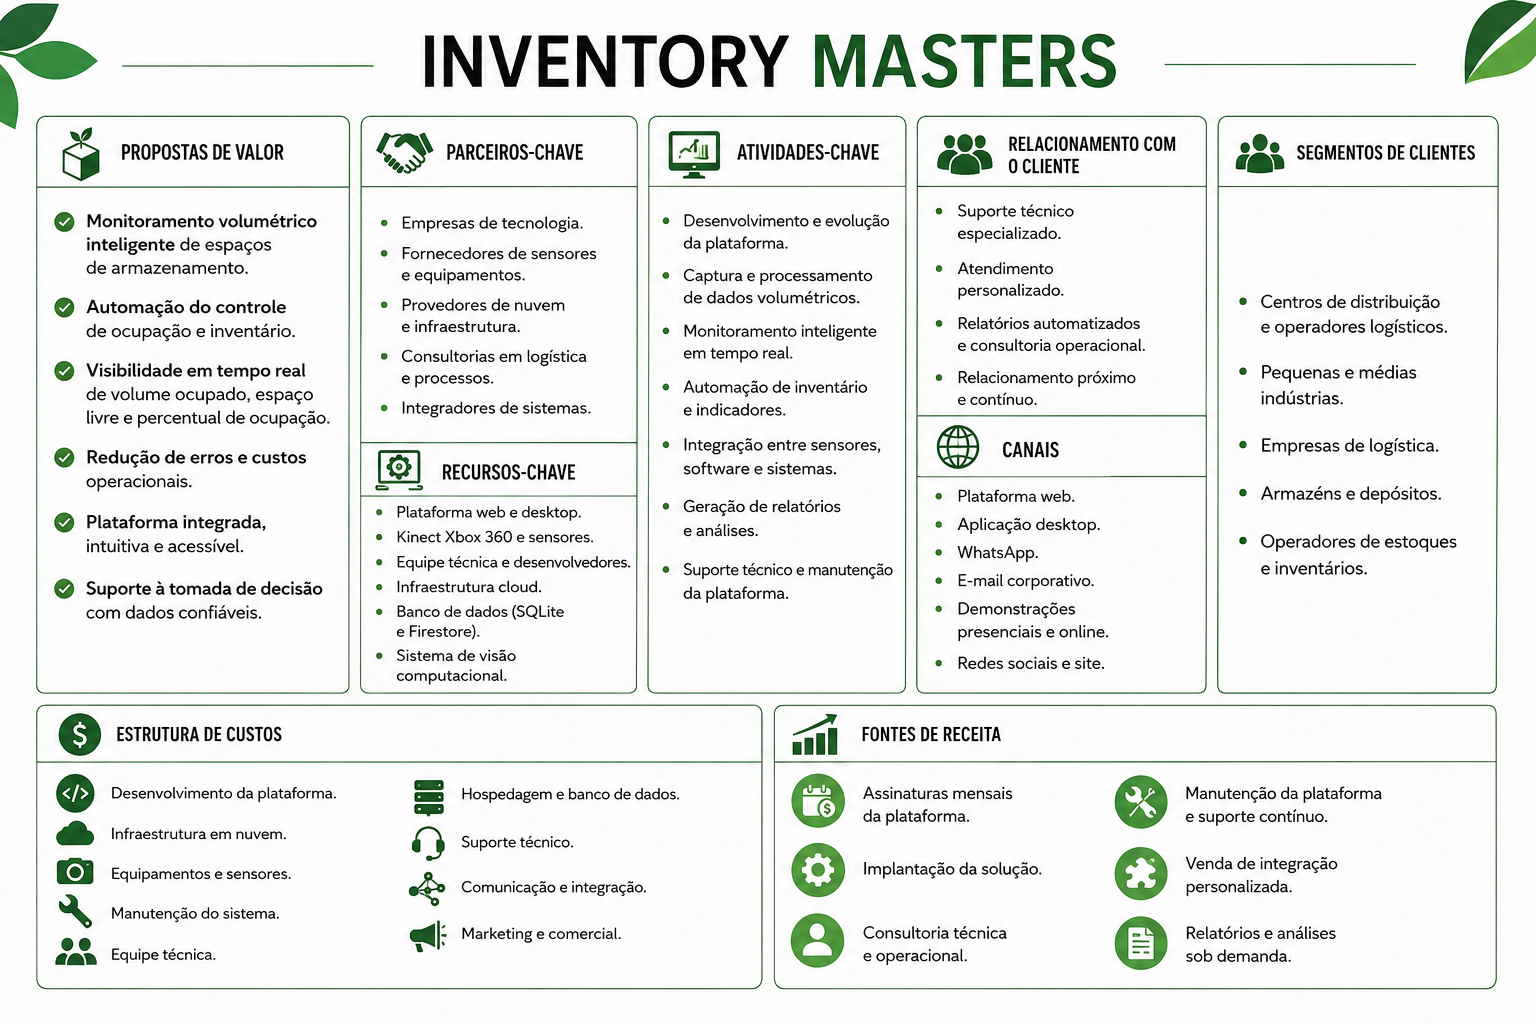 INVENTORY MASTERS
PROPOSTAS DE VALOR
Monitoramento volumétrico
inteligente de espaços
de armazenamento.
Automação do controle
de ocupação e inventário.
Visibilidade em tempo real
de volume ocupado, espaço
livre e percentual de ocupação.
Redução de erros e custos
operacionais.
Plataforma integrada,
intuitiva e acessível.
Suporte à tomada de decisão
com dados confiáveis.
PARCEIROS-CHAVE
Empresas de tecnologia.
Fornecedores de sensores
e equipamentos.
Provedores de nuvem
e infraestrutura.
Consultorias em logística
e processos.
Integradores de sistemas.
RECURSOS-CHAVE
Plataforma web e desktop.
Kinect Xbox 360 e sensores.
Equipe técnica e desenvolvedores.
Infraestrutura cloud.
Banco de dados (SQLite
e Firestore).
Sistema de visão
computacional.
ATIVIDADES-CHAVE
Desenvolvimento e evolução
da plataforma.
Captura e processamento
de dados volumétricos.
Monitoramento inteligente
em tempo real.
Automação de inventário
e indicadores.
Integração entre sensores,
software e sistemas.
Geração de relatórios
e análises.
Suporte técnico e manutenção
da plataforma.
RELACIONAMENTO COM
O CLIENTE
Suporte técnico
especializado.
Atendimento
personalizado.
Relatórios automatizados
e consultoria operacional.
Relacionamento próximo
e contínuo.
CANAIS
Plataforma web.
Aplicação desktop.
WhatsApp.
E-mail corporativo.
Demonstrações
presenciais e online.
Redes sociais e site.
SEGMENTOS DE CLIENTES
Centros de distribuição
e operadores logísticos.
Pequenas e médias
indústrias.
Empresas de logística.
Armazéns e depósitos.
Operadores de estoques
e inventários.
$ ESTRUTURA DE CUSTOS
</> Desenvolvimento da plataforma.
Infraestrutura em nuvem.
Equipamentos e sensores.
Manutenção do sistema.
Equipe técnica.
Hospedagem e banco de dados.
Suporte técnico.
Comunicação e integração.
Marketing e comercial.
FONTES DE RECEITA
$
Assinaturas mensais
da plataforma.
Implantação da solução.
Consultoria técnica
e operacional.
Manutenção da plataforma
e suporte contínuo.
Venda de integração
personalizada.
Relatórios e análises
sob demanda.